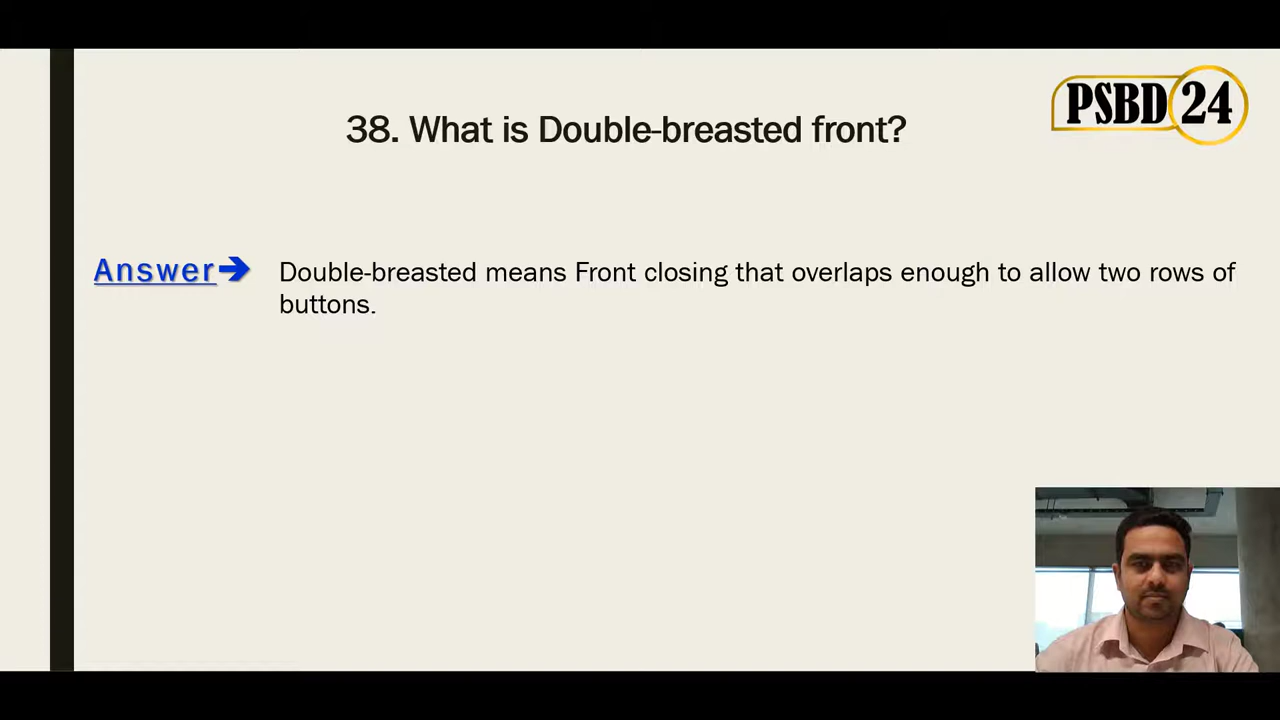 PSBD 24
38. What is Double-breasted front?
Answer➔ Double-breasted means Front closing that overlaps enough to allow two rows of
buttons.